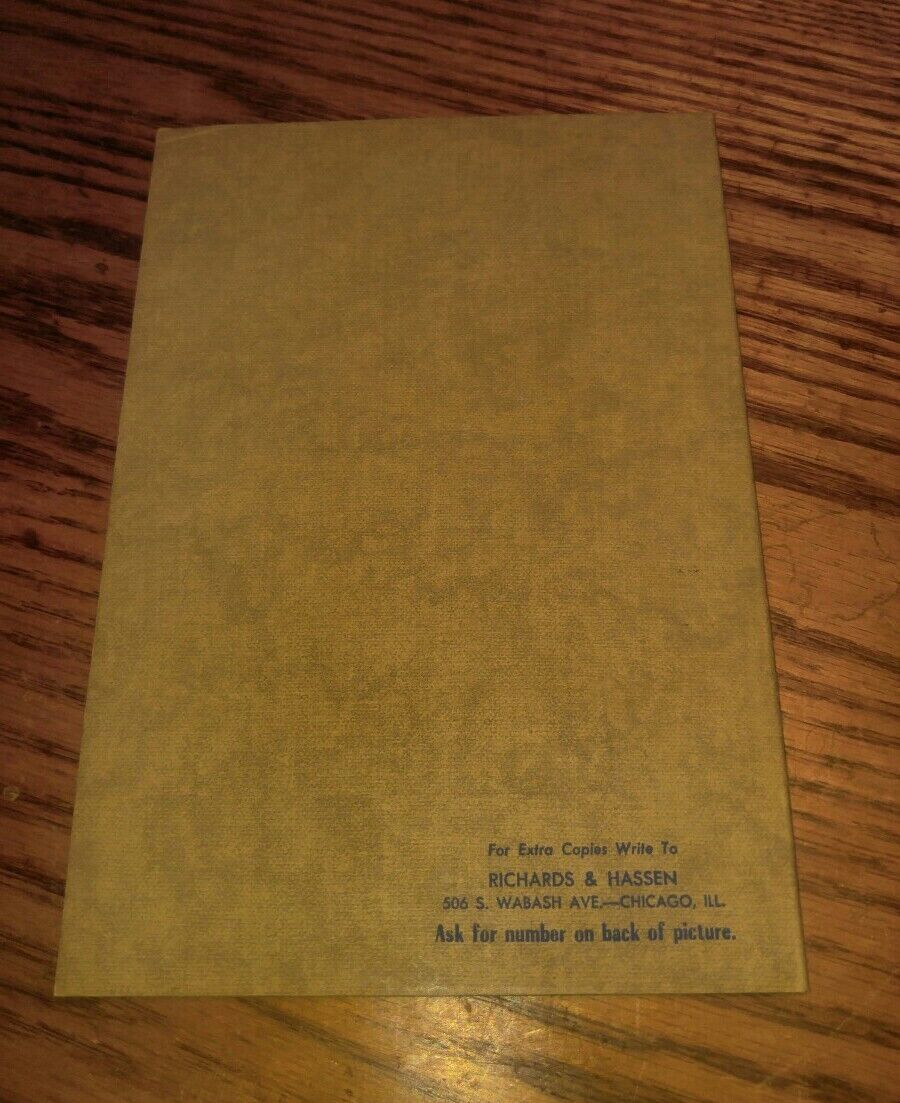 For Extra Copies Write To
RICHARDS & HASSEN
506 S. WABASH AVE.—CHICAGO, ILL.
Ask for number on back of picture.